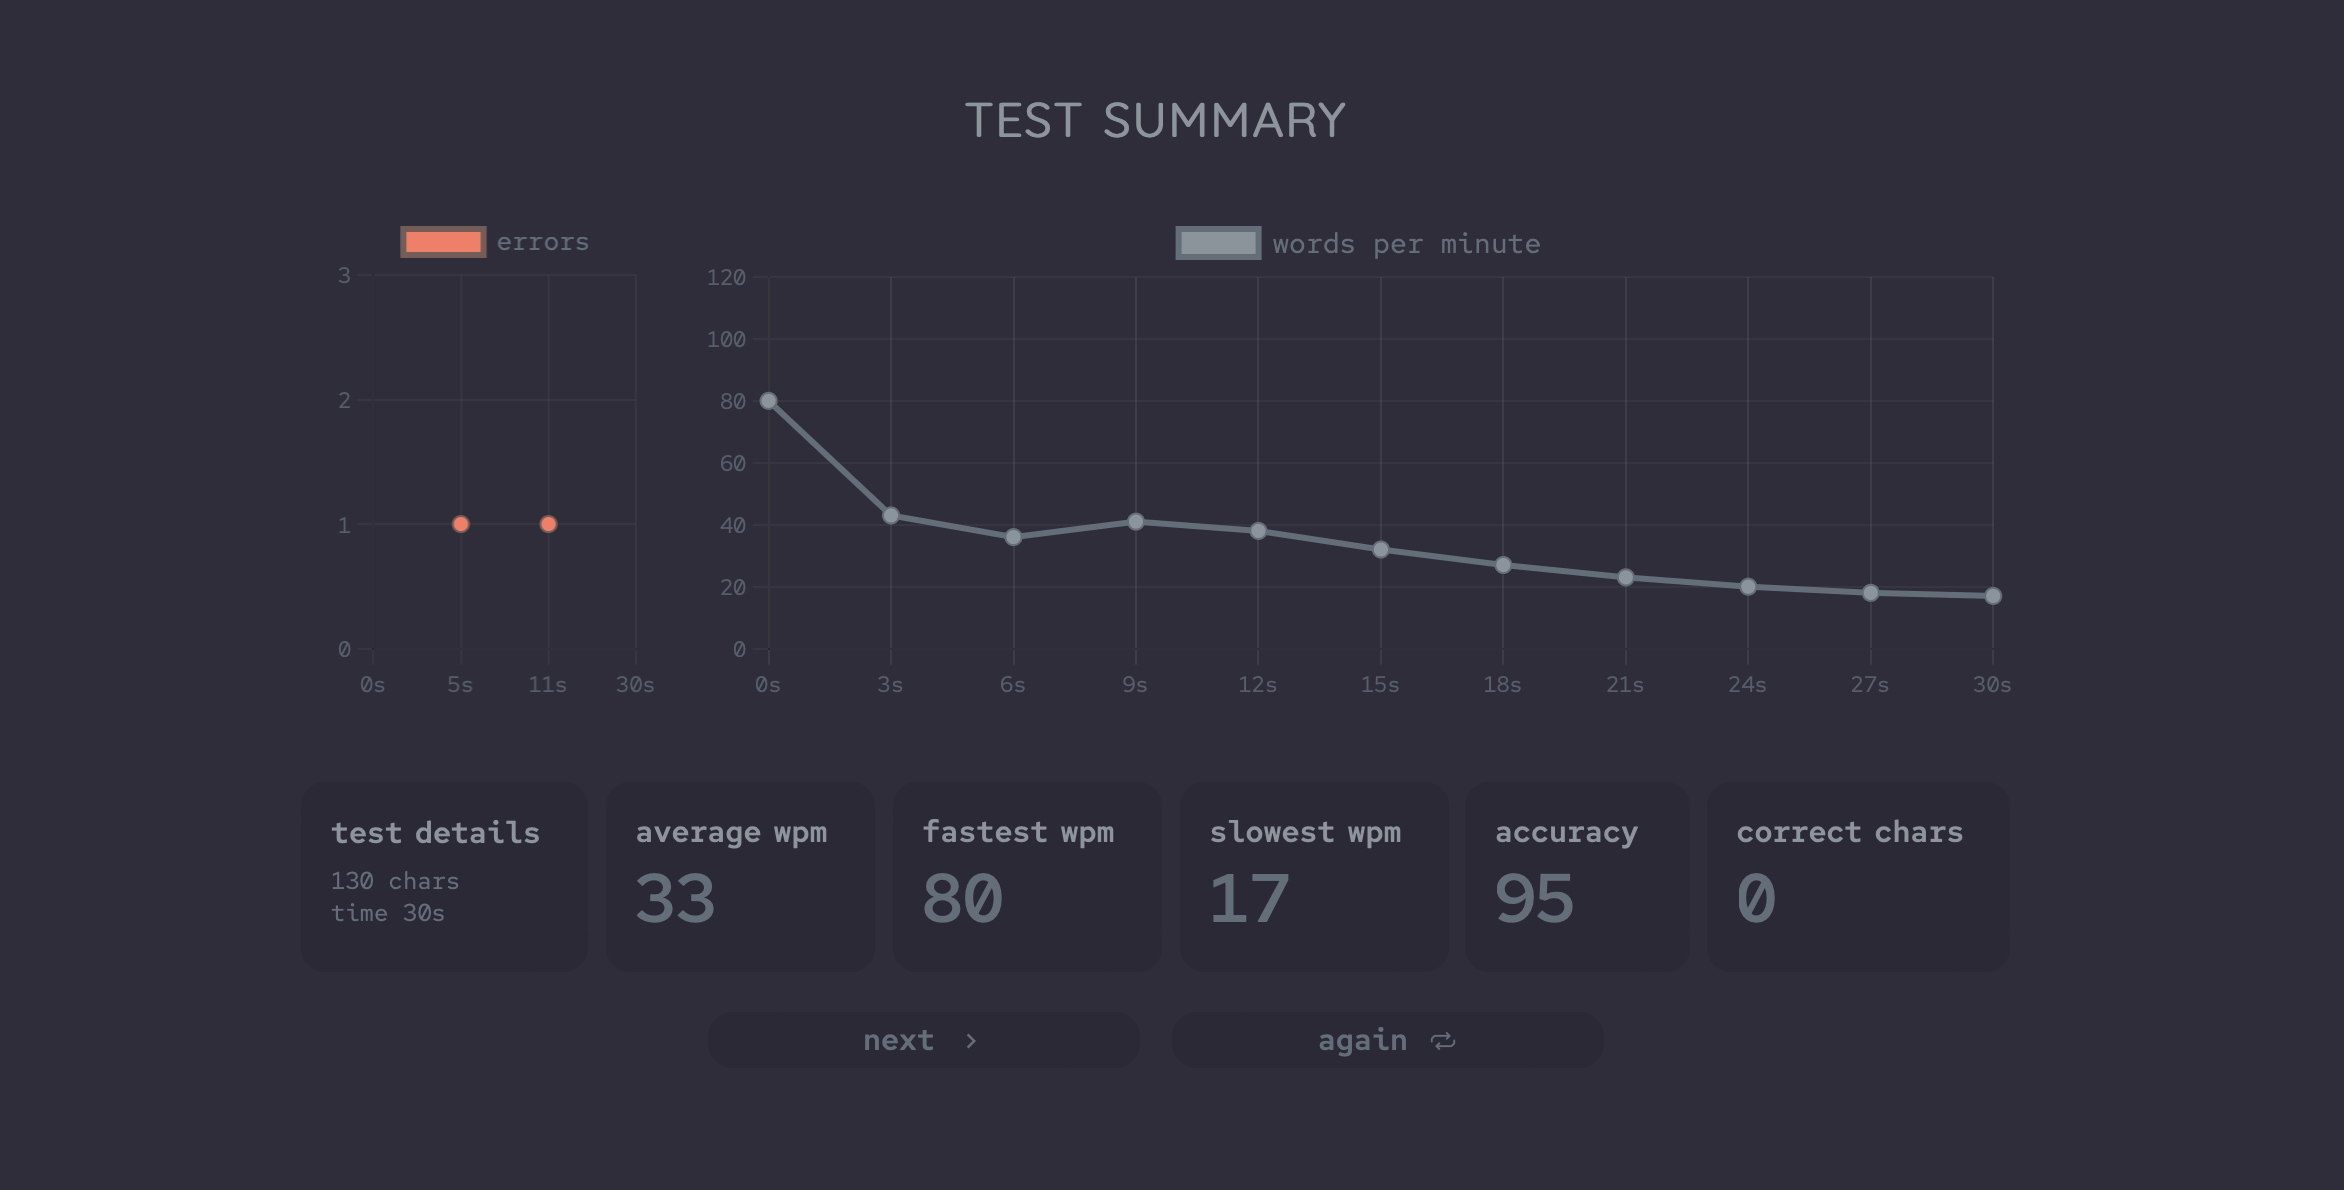 TEST SUMMARY
errors
3
2
1
0
0s 5s 11s 30s
words per minute
120
100
80
60
40
20
0
0s 3s 6s 9s 12s 15s 18s 21s 24s 27s 30s
test details
130 chars
time 30s
average wpm
33
fastest wpm
80
slowest wpm
17
accuracy
95
correct chars
0
next
again